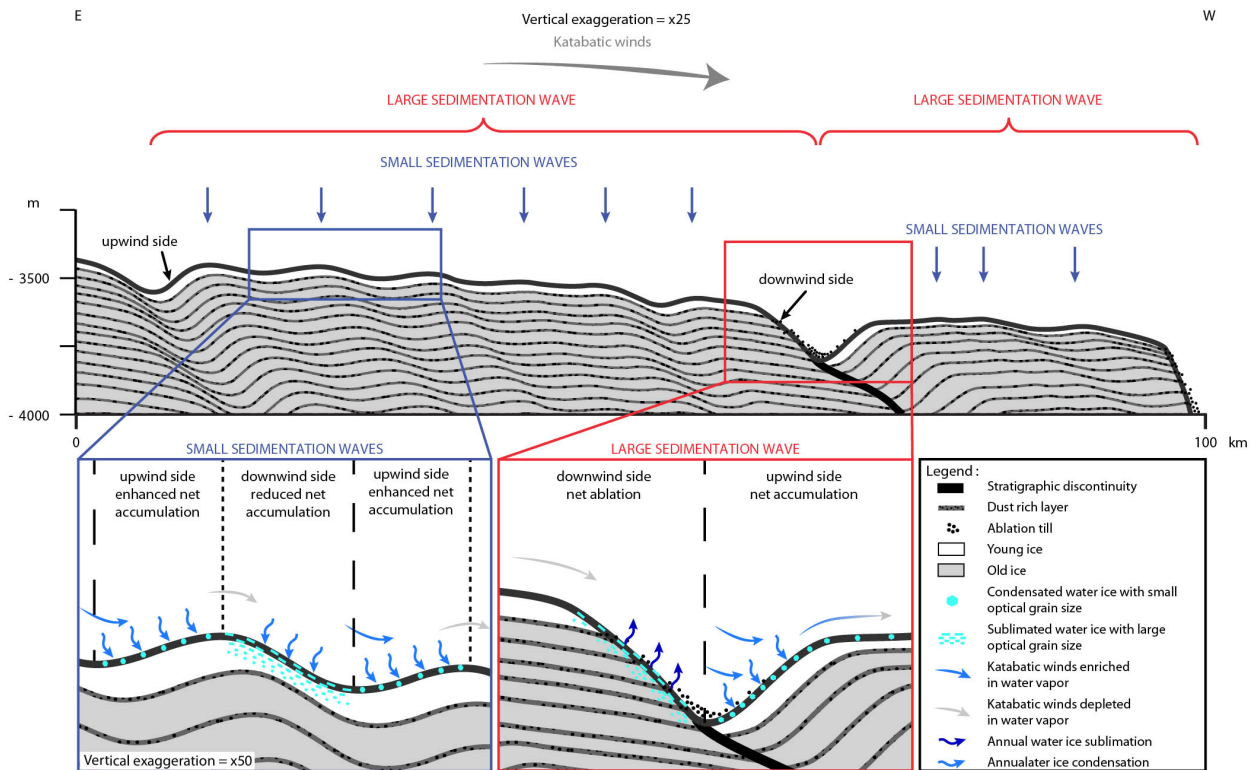 E
W
Vertical exaggeration = x25
Katabatic winds
LARGE SEDIMENTATION WAVE
LARGE SEDIMENTATION WAVE
SMALL SEDIMENTATION WAVES
m
SMALL SEDIMENTATION WAVES
upwind side
downwind side
- 3500
- 4000
0
100
km
SMALL SEDIMENTATION WAVES
upwind side
enhanced net
accumulation
downwind side
reduced net
accumulation
upwind side
enhanced net
accumulation
Vertical exaggeration = x50
LARGE SEDIMENTATION WAVE
downwind side
net ablation
upwind side
net accumulation
Legend :
Stratigraphic discontinuity
Dust rich layer
Ablation till
Young ice
Old ice
Condensated water ice with small
optical grain size
Sublimated water ice with large
optical grain size
Katabatic winds enriched
in water vapor
Katabatic winds depleted
in water vapor
Annual water ice sublimation
Annualater ice condensation